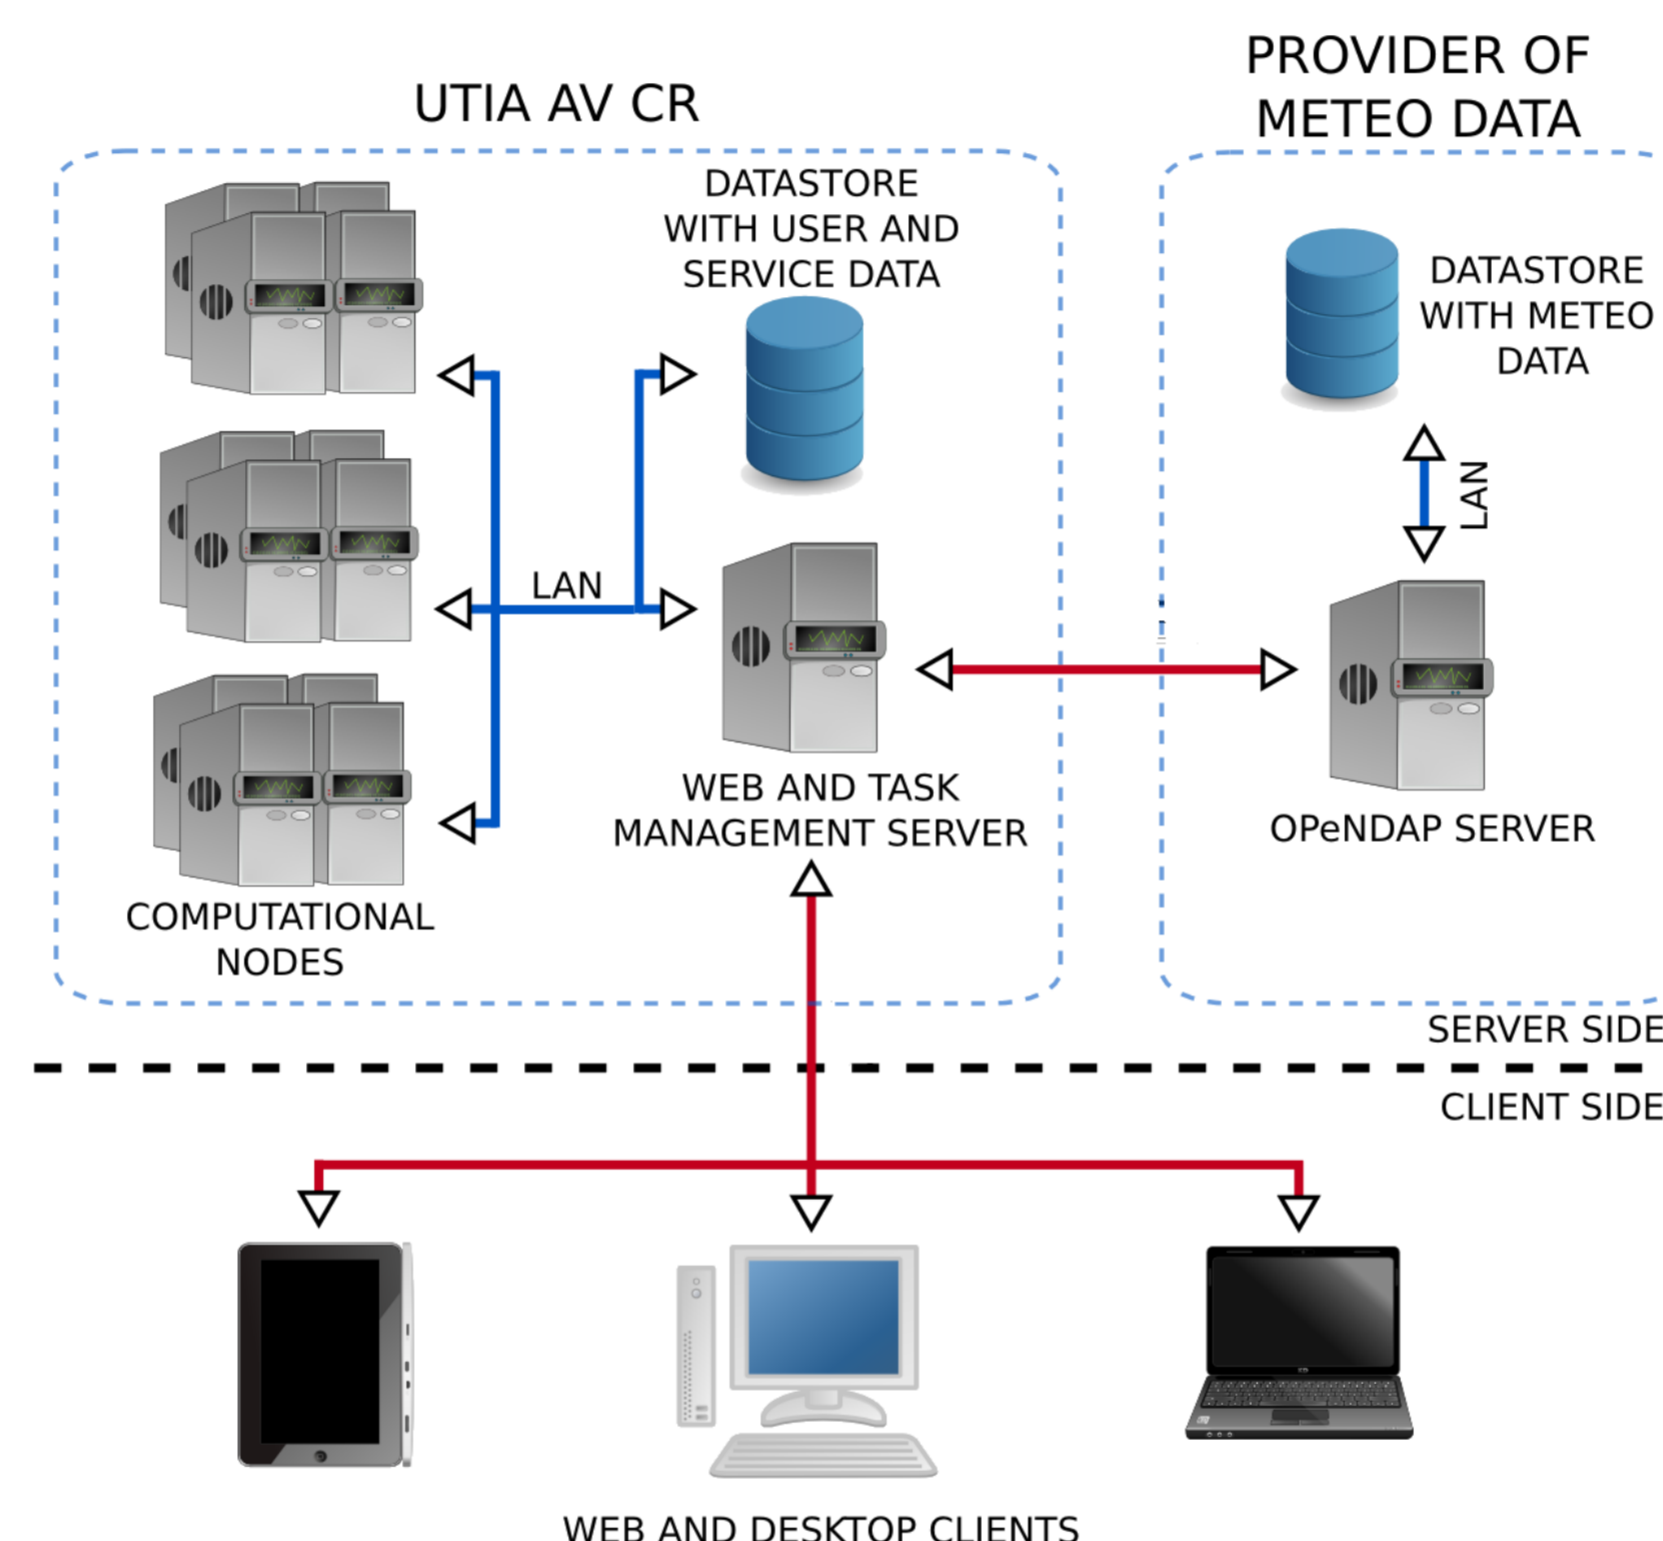 UTIA AV CR
PROVIDER OF
METEO DATA
DATASTORE
WITH USER AND
SERVICE DATA
DATASTORE
WITH METEO
DATA
LAN
LAN
WEB AND TASK
MANAGEMENT SERVER
OPeNDAP SERVER
COMPUTATIONAL
NODES
SERVER SIDE
CLIENT SIDE
WEB AND DESKTOP CLIENTS